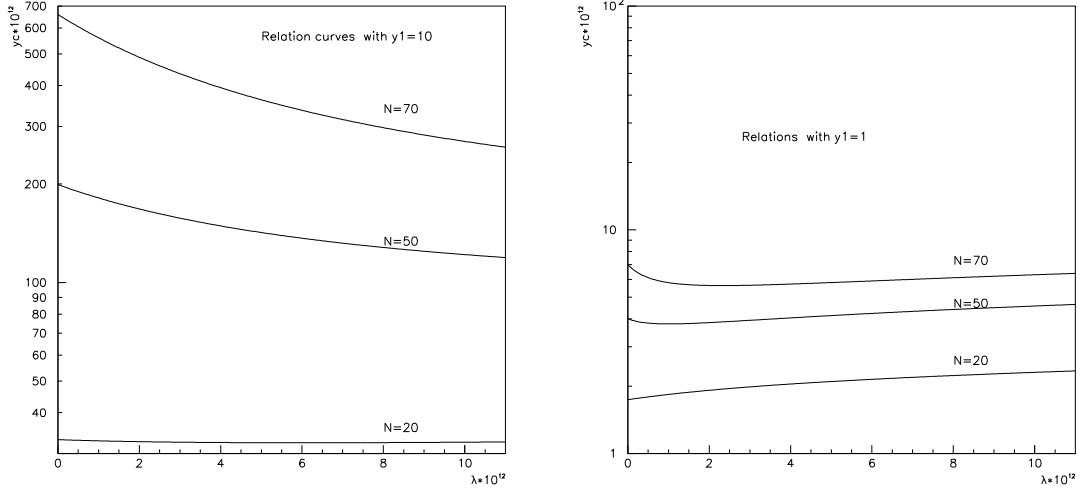 700
yc*10¹²
600
500
400
300
200
100
90
80
70
60
50
40
Relation curves with y1=10
N=70
N=50
N=20
0 2 4 6 8 10
λ*10¹²
10²
yc*10¹²
10
1
Relations with y1=1
N=70
N=50
N=20
0 2 4 6 8 10
λ*10¹²